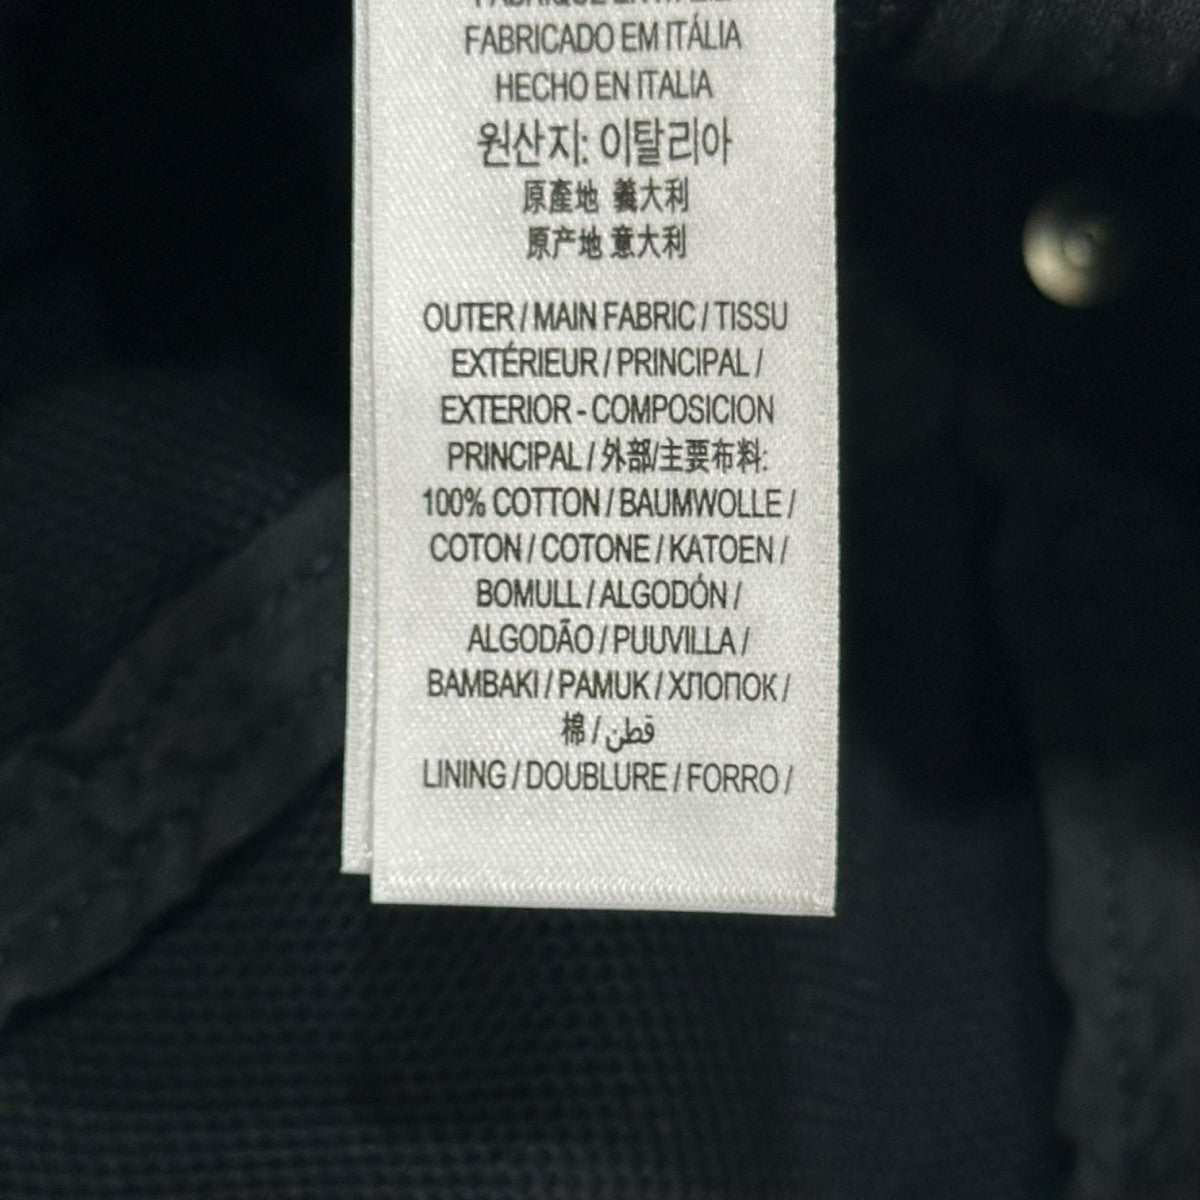 FABRICADO EM ITÁLIA
HECHO EN ITALIA
원산지: 이탈리아
原產地 義大利
原产地 意大利
OUTER / MAIN FABRIC / TISSU
EXTÉRIEUR / PRINCIPAL /
EXTERIOR - COMPOSICION
PRINCIPAL / 外部/主要布料:
100% COTTON / BAUMWOLLE /
COTON / COTONE / KATOEN /
BOMULL / ALGODÓN /
ALGODÃO / PUUVILLA /
BAMBAKI / PAMUK / ХЛОПОК /
棉 / قطن
LINING / DOUBLURE / FORRO /